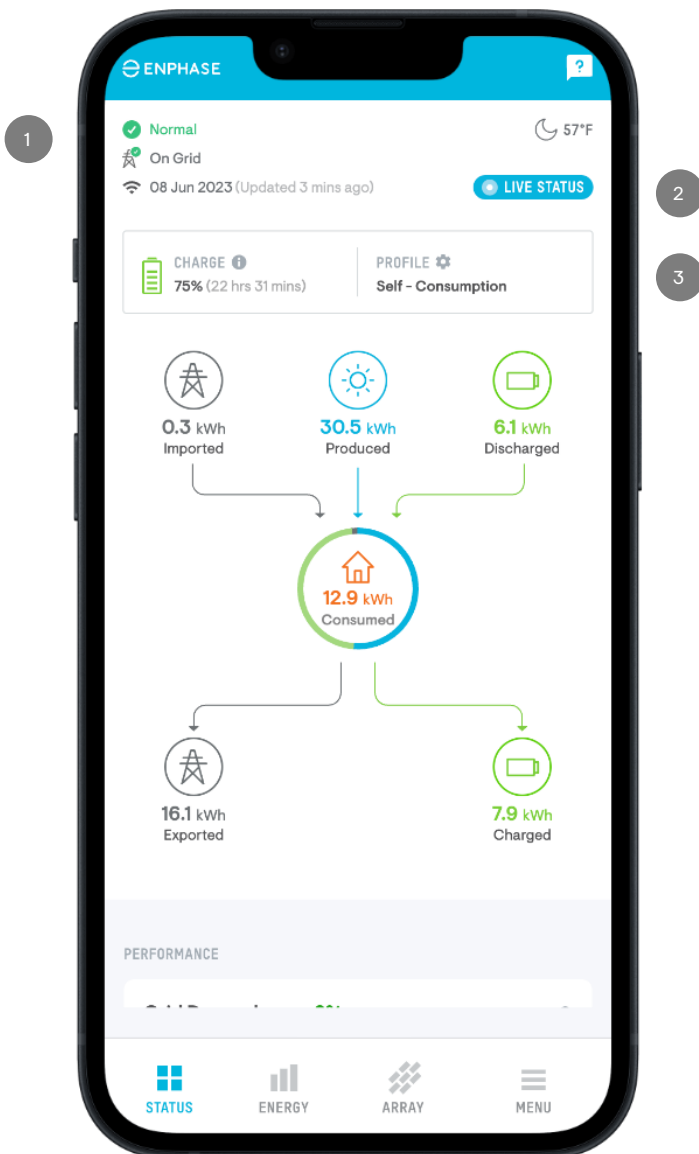 ENPHASE
?
1
Normal
57°F
On Grid
08 Jun 2023 (Updated 3 mins ago)
LIVE STATUS
2
CHARGE i
PROFILE
75% (22 hrs 31 mins)
Self - Consumption
3
0.3 kWh
Imported
30.5 kWh
Produced
6.1 kWh
Discharged
12.9 kWh
Consumed
16.1 kWh
Exported
7.9 kWh
Charged
PERFORMANCE
STATUS
ENERGY
ARRAY
MENU